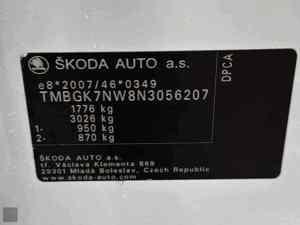 ŠKODA AUTO a.s.
e8*2007/46*0349
TMBGK7NW8N3056207
1776 kg
3026 kg
1- 950 kg
2- 870 kg
DPCA
ŠKODA AUTO a.s.
tř. Václava Klementa 869
29301 Mladá Boleslav, Czech Republic
www.skoda-auto.com